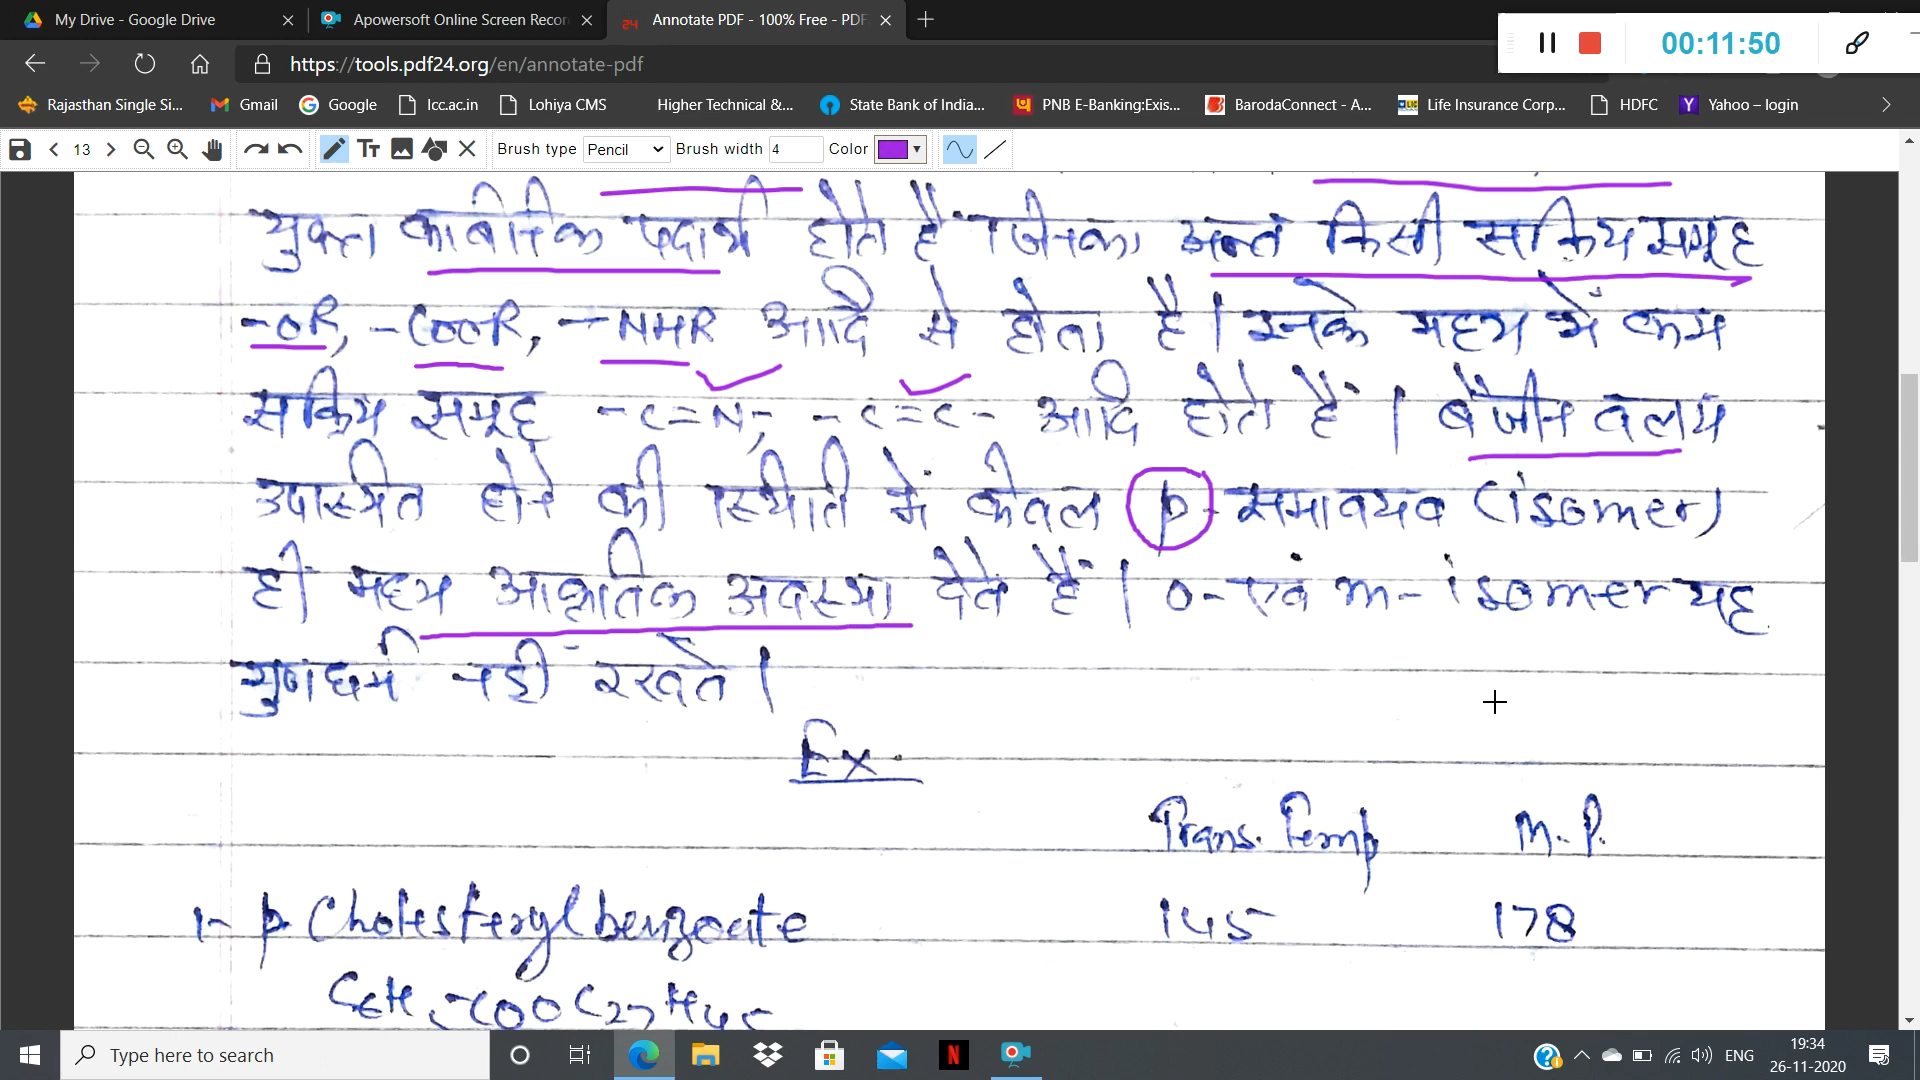 My Drive - Google Drive
Apowersoft Online Screen Recor
Annotate PDF - 100% Free - PDF
00:11:50
https://tools.pdf24.org/en/annotate-pdf
Rajasthan Single Si... Gmail Google lcc.ac.in Lohiya CMS Higher Technical &... State Bank of India... PNB E-Banking:Exis... BarodaConnect - A... Life Insurance Corp... HDFC Yahoo – login
13 Brush type Pencil Brush width 4 Color
युक्त कार्बनिक पदार्थ होते हैं जिनका अन्त किसी सक्रिय समूह
-OR, -COOR, -NHR आदि से होता है। इनके मध्य में कम
सक्रिय समूह -C=N-, -C=C- आदि होते हैं। बैंजीन वलय
उपस्थित होने की स्थिती में केवल p- समावयव (isomer)
ही मध्य आकृतिक अवस्था देते हैं। o- एवं m- isomer यह
गुणधर्म नहीं रखते।
Ex.
Trans. Temp M.P.
1- p Cholesteryl benzoate 145 178
C6H5-COOC27H45
Type here to search
ENG
19:34
26-11-2020